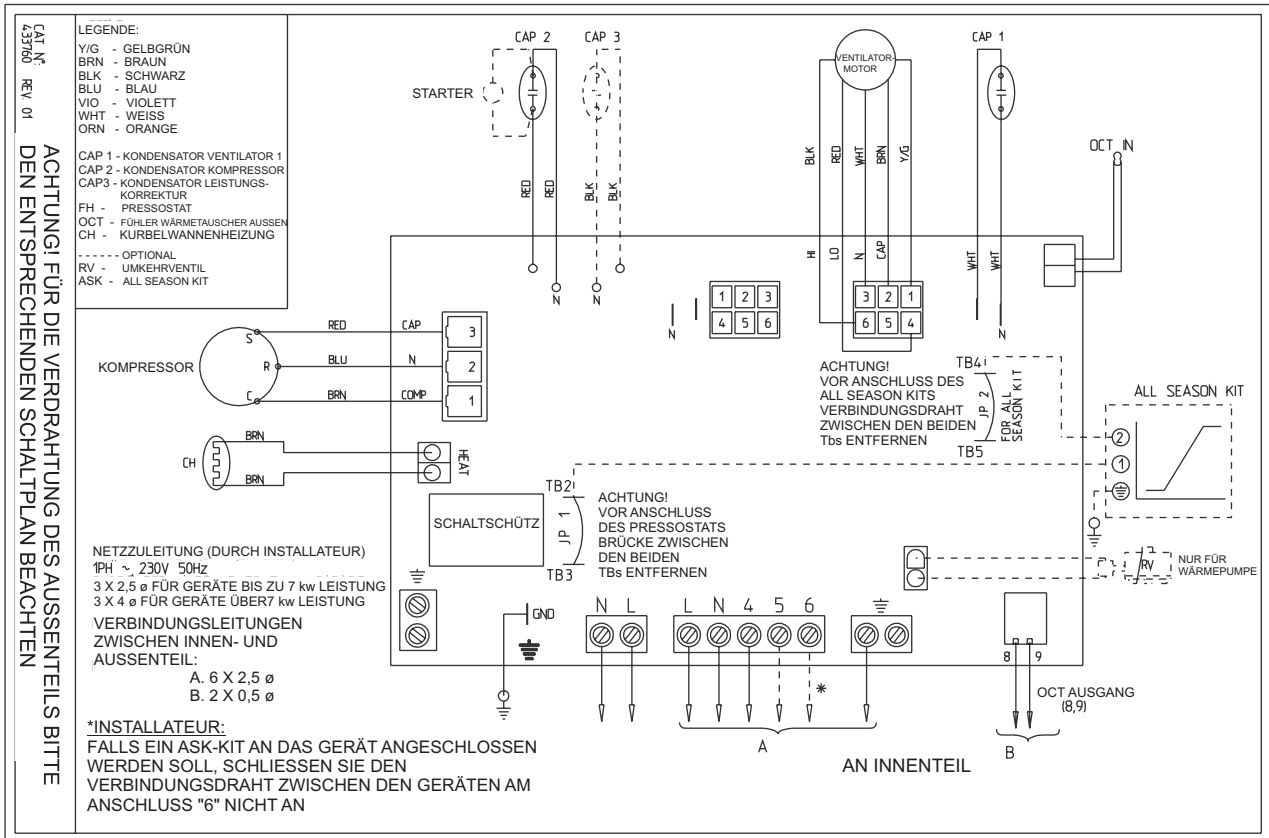 CAT N°.
433760 REV. 01
ACHTUNG! FÜR DIE VERDRAHTUNG DES AUSSENTEILS BITTE
DEN ENTSPRECHENDEN SCHALTPLAN BEACHTEN
LEGENDE:
Y/G - GELBGRÜN
BRN - BRAUN
BLK - SCHWARZ
BLU - BLAU
VIO - VIOLETT
WHT - WEISS
ORN - ORANGE
CAP 1 - KONDENSATOR VENTILATOR 1
CAP 2 - KONDENSATOR KOMPRESSOR
CAP3 - KONDENSATOR LEISTUNGS-
KORREKTUR
FH - PRESSOSTAT
OCT - FÜHLER WÄRMETAUSCHER AUSSEN
CH - KURBELWANNENHEIZUNG
------ OPTIONAL
RV - UMKEHRVENTIL
ASK - ALL SEASON KIT
CAP 2
CAP 3
STARTER
RED
RED
BLK
BLK
N
N
VENTILATOR-
MOTOR
BLK
RED
WHT
BRN
Y/G
HI
LO
N
CAP
CAP 1
WHT
WHT
N
OCT IN
N
1 2 3
4 5 6
3 2 1
6 5 4
KOMPRESSOR
S
R
C
RED CAP 3
BLU N 2
BRN COMP 1
CH
BRN
BRN
HEAT
ACHTUNG!
VOR ANSCHLUSS DES
ALL SEASON KITS
VERBINDUNGSDRAHT
ZWISCHEN DEN BEIDEN
Tbs ENTFERNEN
TB4
JP 2
FOR ALL
SEASON KIT
TB5
ALL SEASON KIT
2
1
SCHALTSCHÜTZ
TB2
JP 1
TB3
ACHTUNG!
VOR ANSCHLUSS
DES PRESSOSTATS
BRÜCKE ZWISCHEN
DEN BEIDEN
TBs ENTFERNEN
RV
NUR FÜR
WÄRMEPUMPE
NETZZULEITUNG (DURCH INSTALLATEUR)
1PH ~ 230V 50Hz
3 X 2,5 ø FÜR GERÄTE BIS ZU 7 kw LEISTUNG
3 X 4 ø FÜR GERÄTE ÜBER7 kw LEISTUNG
VERBINDUNGSLEITUNGEN
ZWISCHEN INNEN- UND
AUSSENTEIL:
A. 6 X 2,5 ø
B. 2 X 0,5 ø
GND
N L
L N 4 5 6
*
A
8 9
OCT AUSGANG
(8,9)
B
AN INNENTEIL
*INSTALLATEUR:
FALLS EIN ASK-KIT AN DAS GERÄT ANGESCHLOSSEN
WERDEN SOLL, SCHLIESSEN SIE DEN
VERBINDUNGSDRAHT ZWISCHEN DEN GERÄTEN AM
ANSCHLUSS "6" NICHT AN